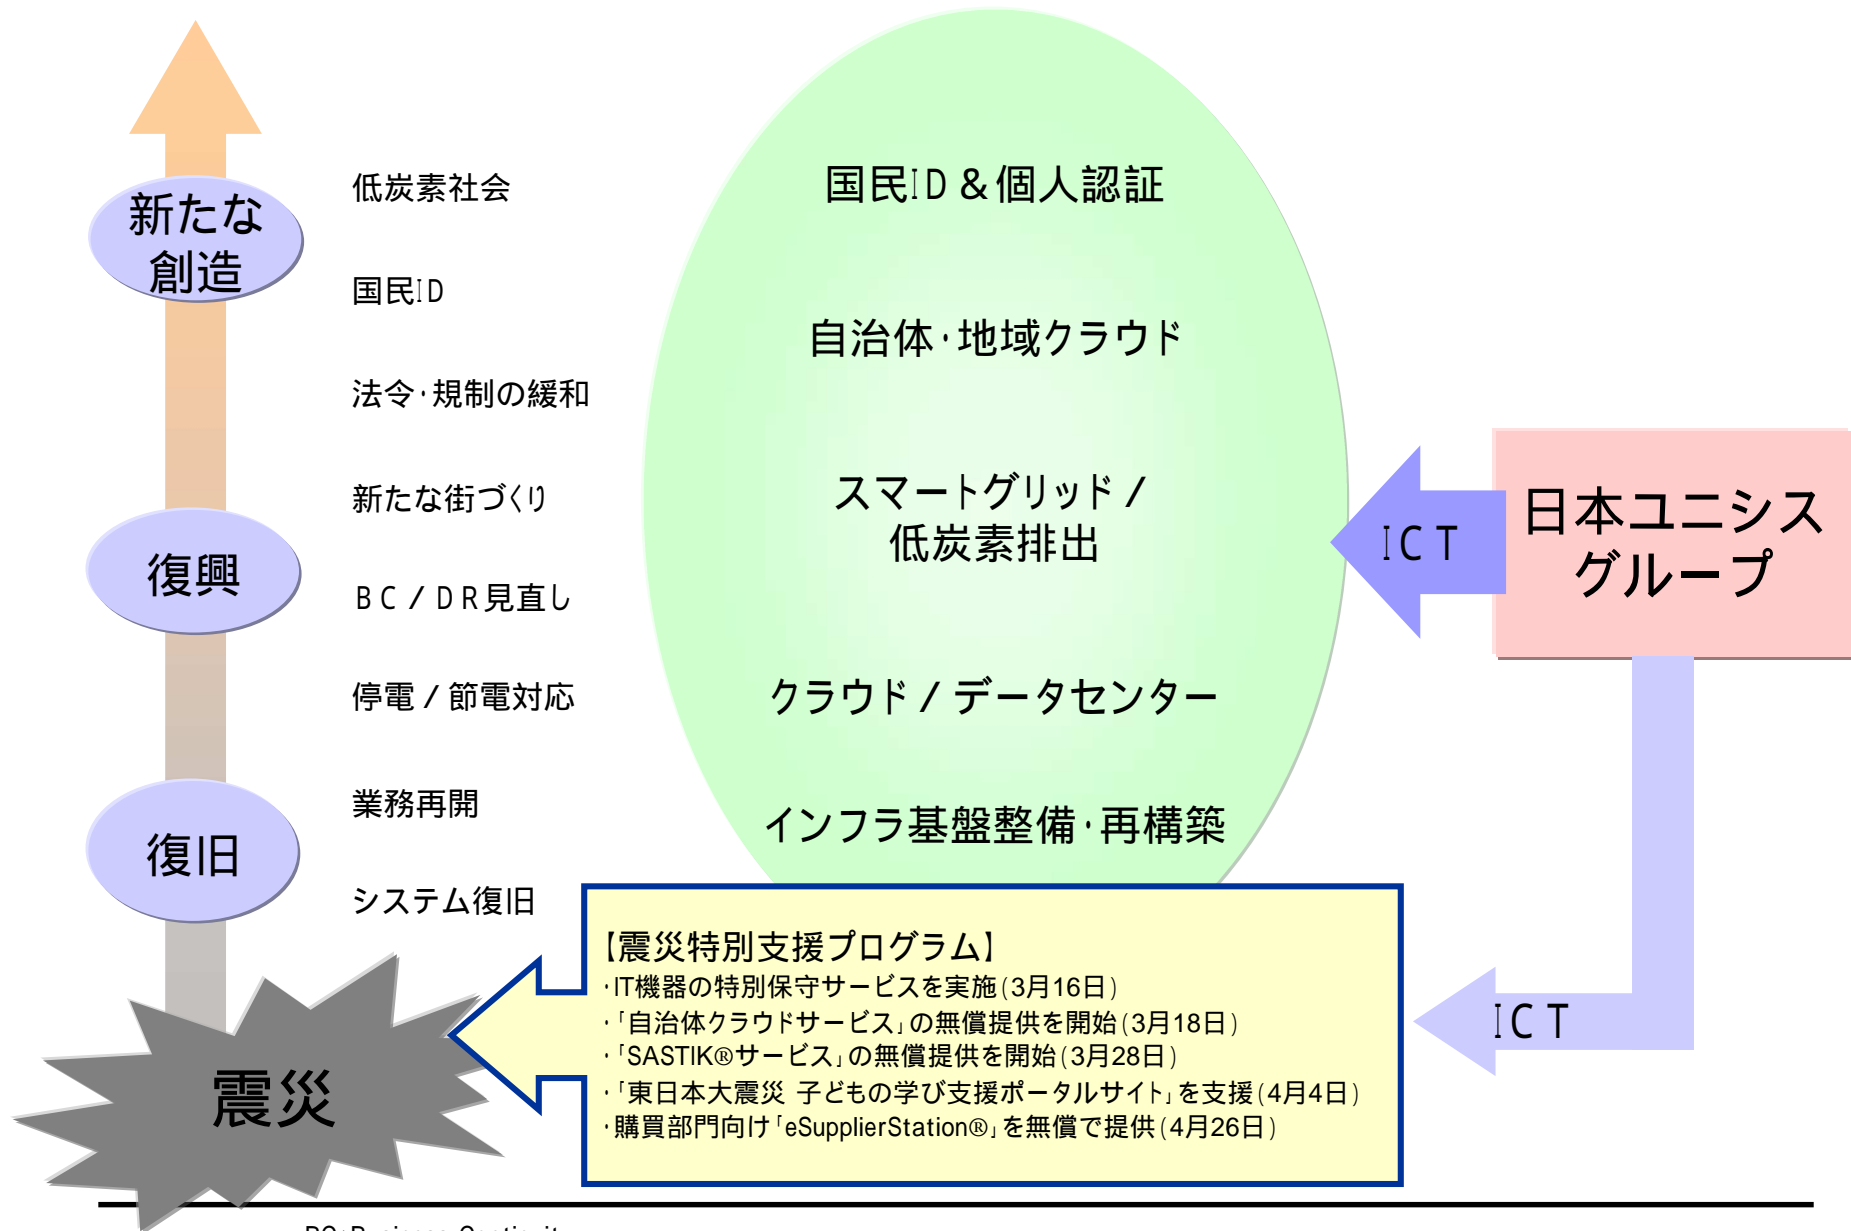 新たな
創造
復興
復旧
震災
低炭素社会
国民ID
法令・規制の緩和
新たな街づくり
BC/DR見直し
停電/節電対応
業務再開
システム復旧
国民ID&個人認証
自治体・地域クラウド
スマートグリッド/
低炭素排出
クラウド/データセンター
インフラ基盤整備・再構築
ICT
日本ユニシス
グループ
ICT
【震災特別支援プログラム】
・IT機器の特別保守サービスを実施(3月16日)
・「自治体クラウドサービス」の無償提供を開始(3月18日)
・「SASTIK®サービス」の無償提供を開始(3月28日)
・「東日本大震災 子どもの学び支援ポータルサイト」を支援(4月4日)
・購買部門向け「eSupplierStation®」を無償で提供(4月26日)